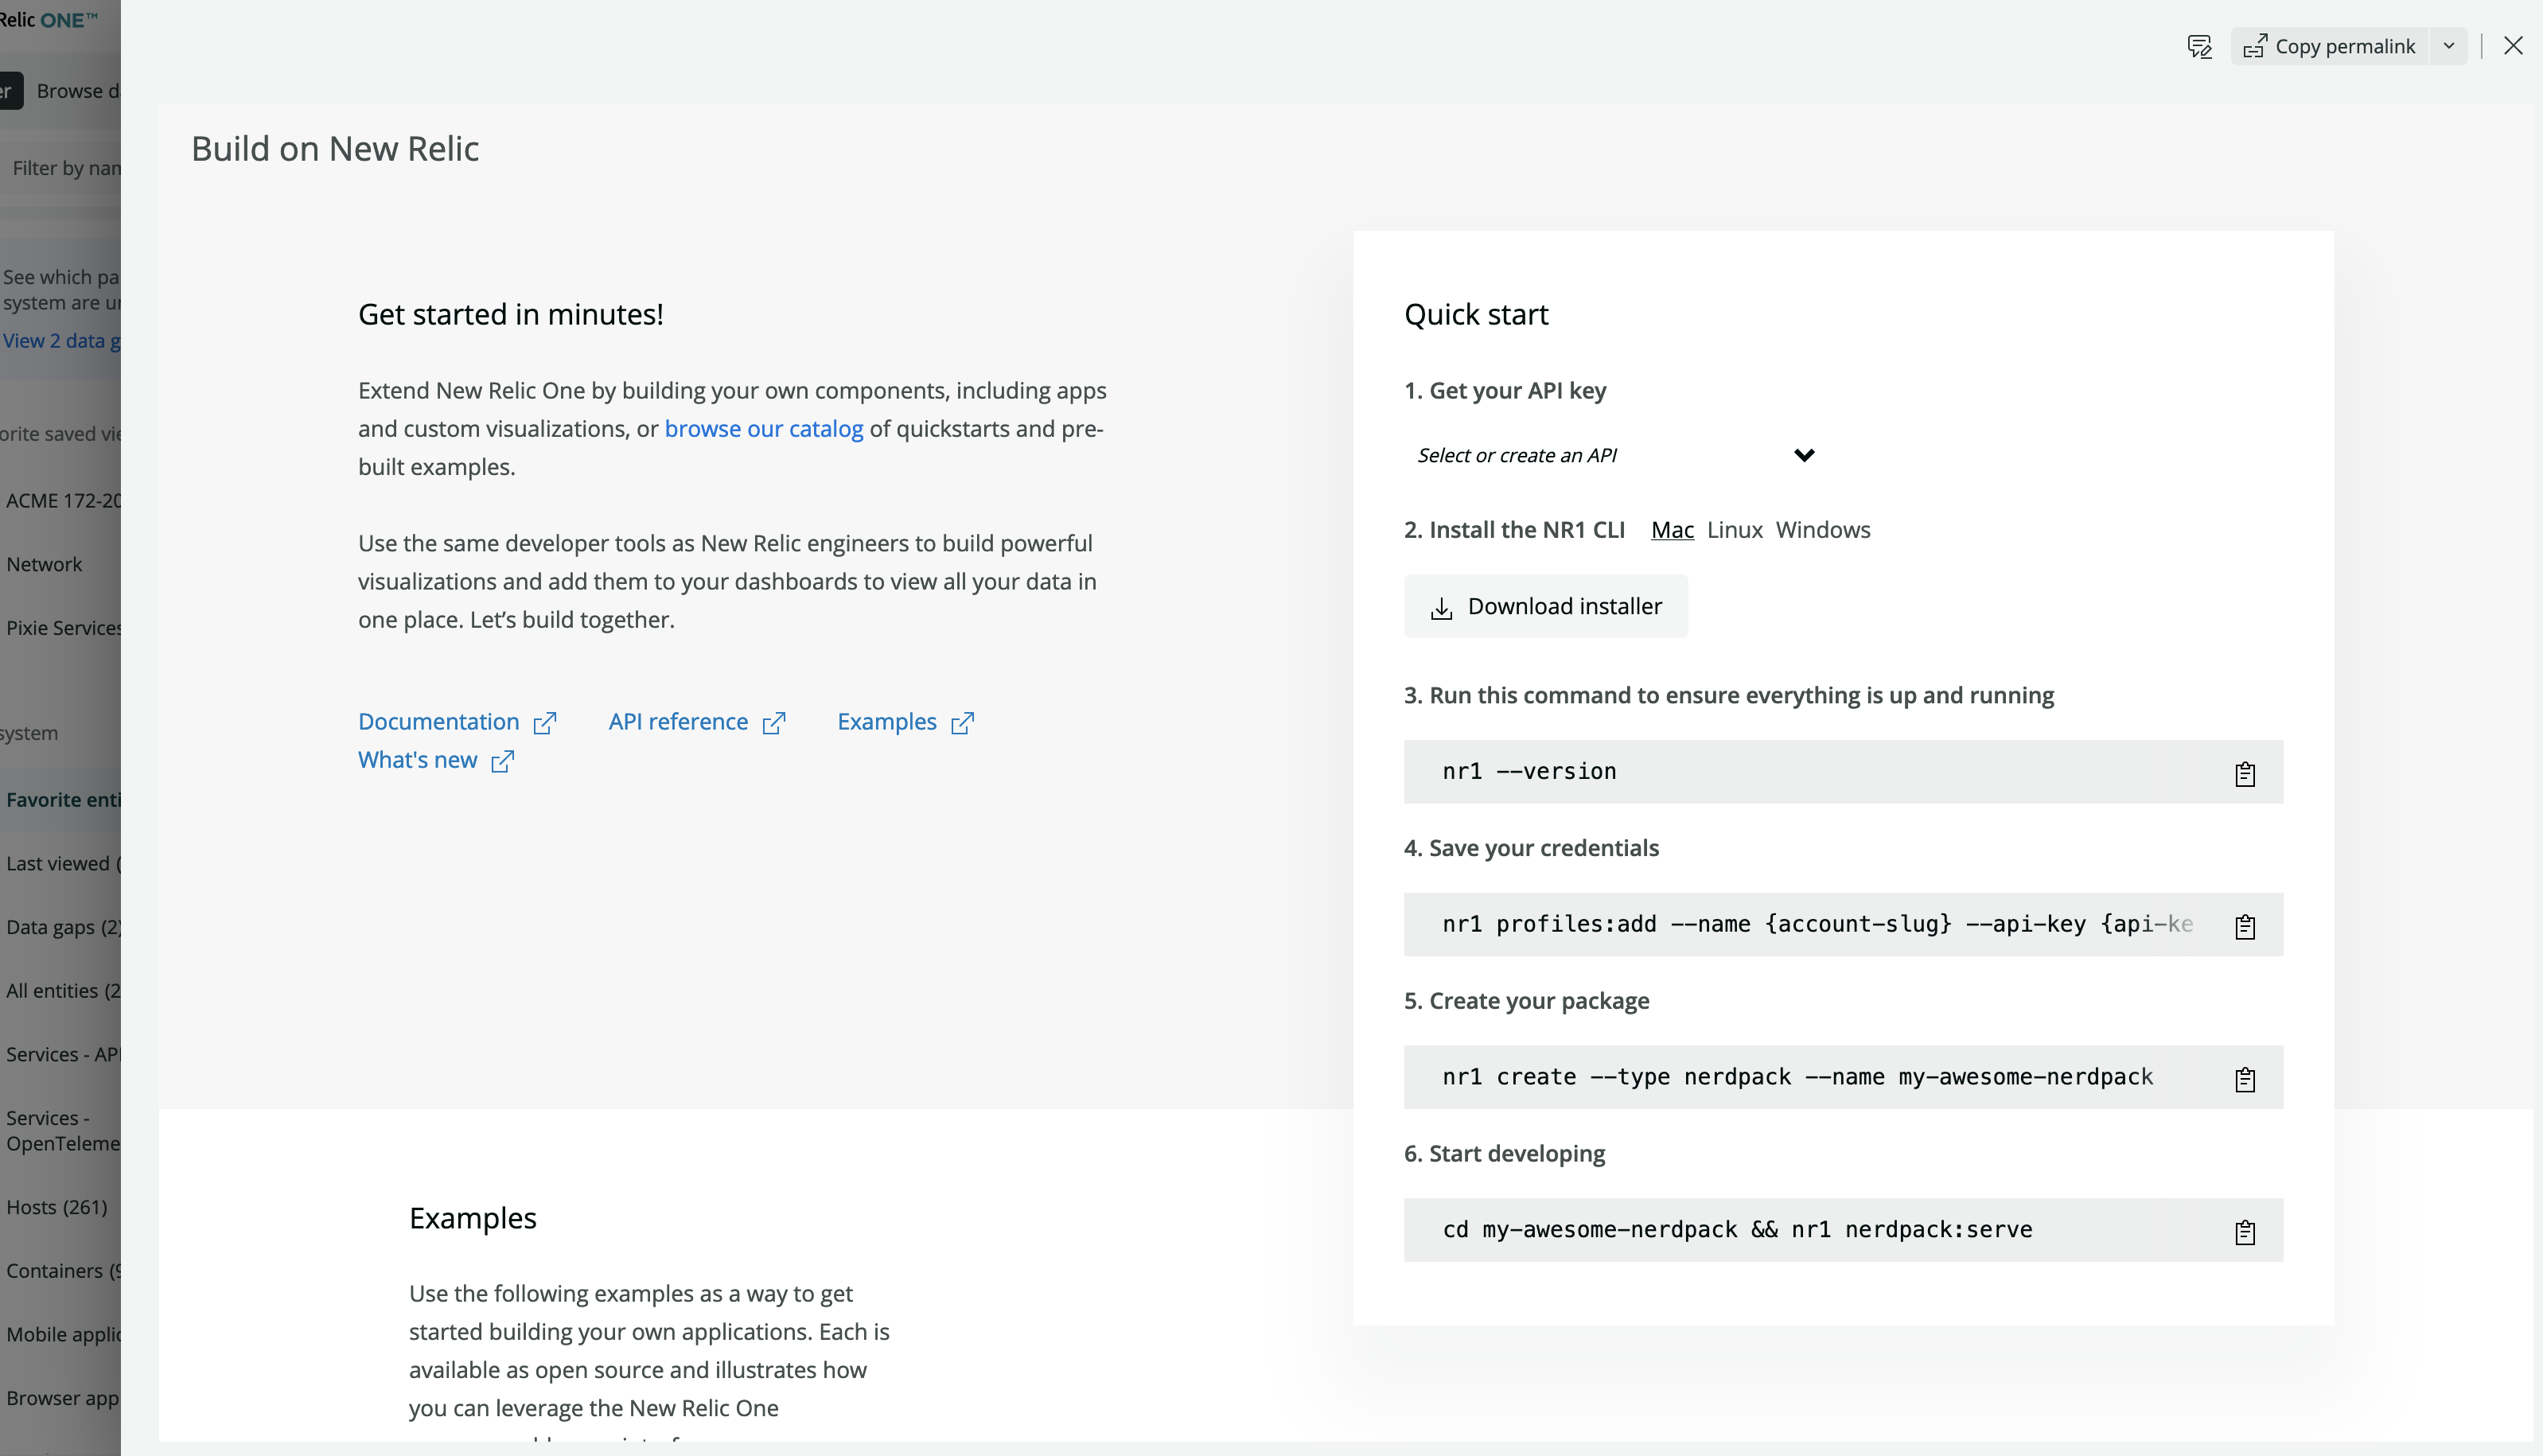 Relic ONE™
er
Browse d
Filter by nan
See which pa
system are ur
View 2 data g
orite saved vie
ACME 172-20
Network
Pixie Services
system
Favorite enti
Last viewed (
Data gaps (2)
All entities (2
Services - API
Services -
OpenTeleme
Hosts (261)
Containers (9
Mobile applic
Browser app
Copy permalink
Build on New Relic
Get started in minutes!
Extend New Relic One by building your own components, including apps
and custom visualizations, or browse our catalog of quickstarts and pre-
built examples.
Use the same developer tools as New Relic engineers to build powerful
visualizations and add them to your dashboards to view all your data in
one place. Let’s build together.
Documentation API reference Examples
What's new
Quick start
1. Get your API key
Select or create an API
2. Install the NR1 CLI Mac Linux Windows
Download installer
3. Run this command to ensure everything is up and running
nr1 --version
4. Save your credentials
nr1 profiles:add --name {account-slug} --api-key {api-ke
5. Create your package
nr1 create --type nerdpack --name my-awesome-nerdpack
6. Start developing
cd my-awesome-nerdpack && nr1 nerdpack:serve
Examples
Use the following examples as a way to get
started building your own applications. Each is
available as open source and illustrates how
you can leverage the New Relic One